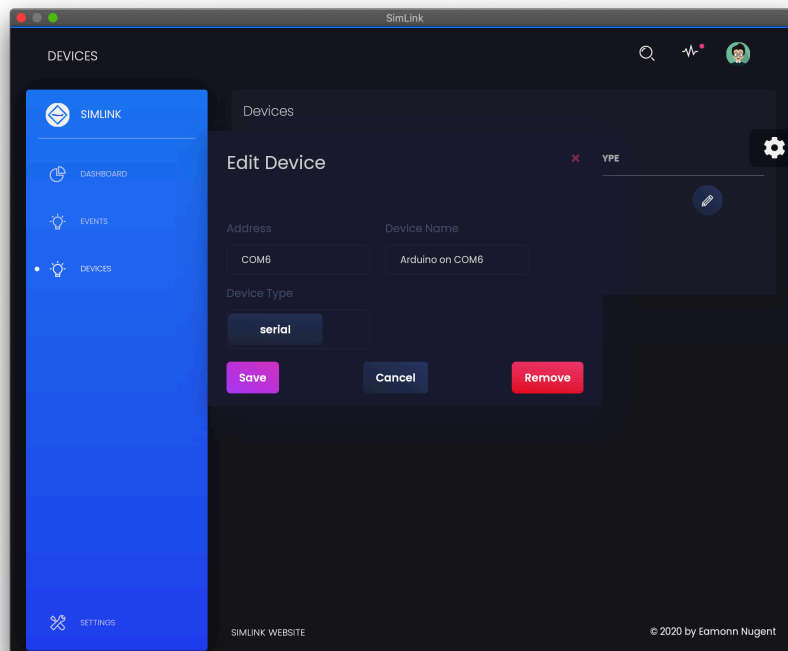 SimLink
DEVICES
SIMLINK
Devices
Edit Device
YPE
DASHBOARD
EVENTS
Address
Device Name
COM6
Arduino on COM6
DEVICES
Device Type
serial
Save
Cancel
Remove
SETTINGS
SIMLINK WEBSITE
© 2020 by Eamonn Nugent